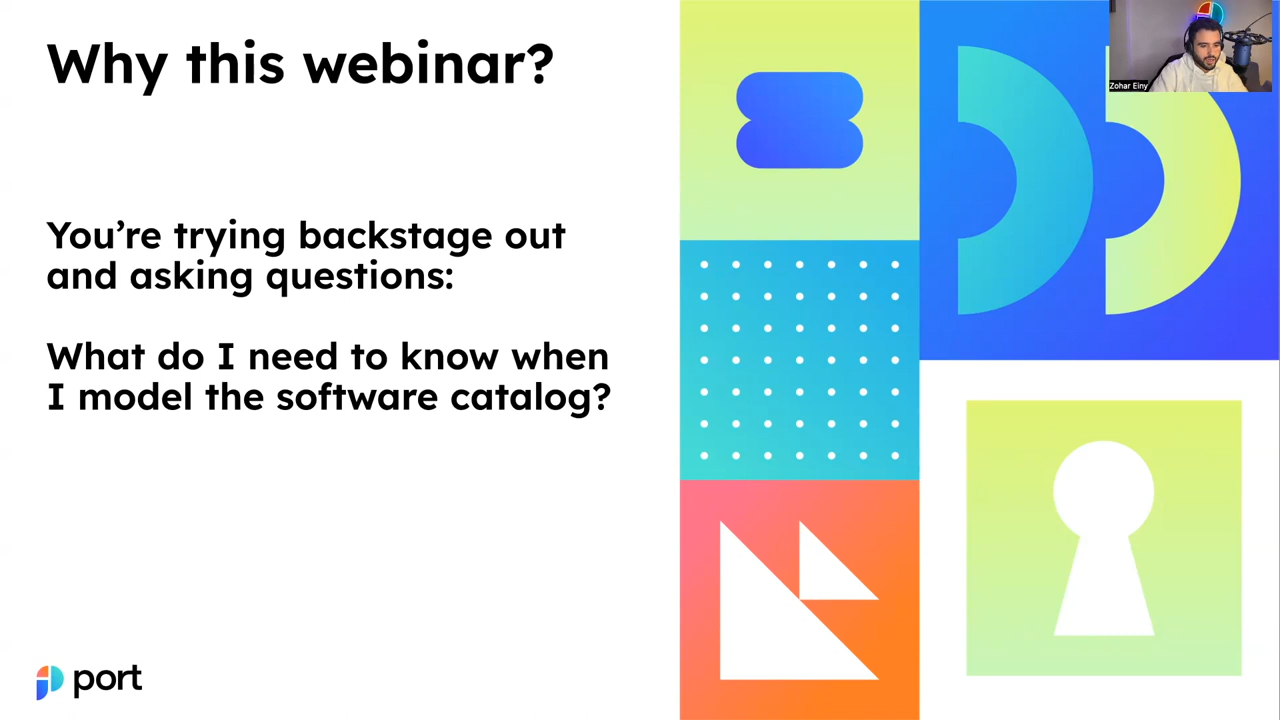 Why this webinar?
You’re trying backstage out
and asking questions:
What do I need to know when
I model the software catalog?
port
Zohar Einy